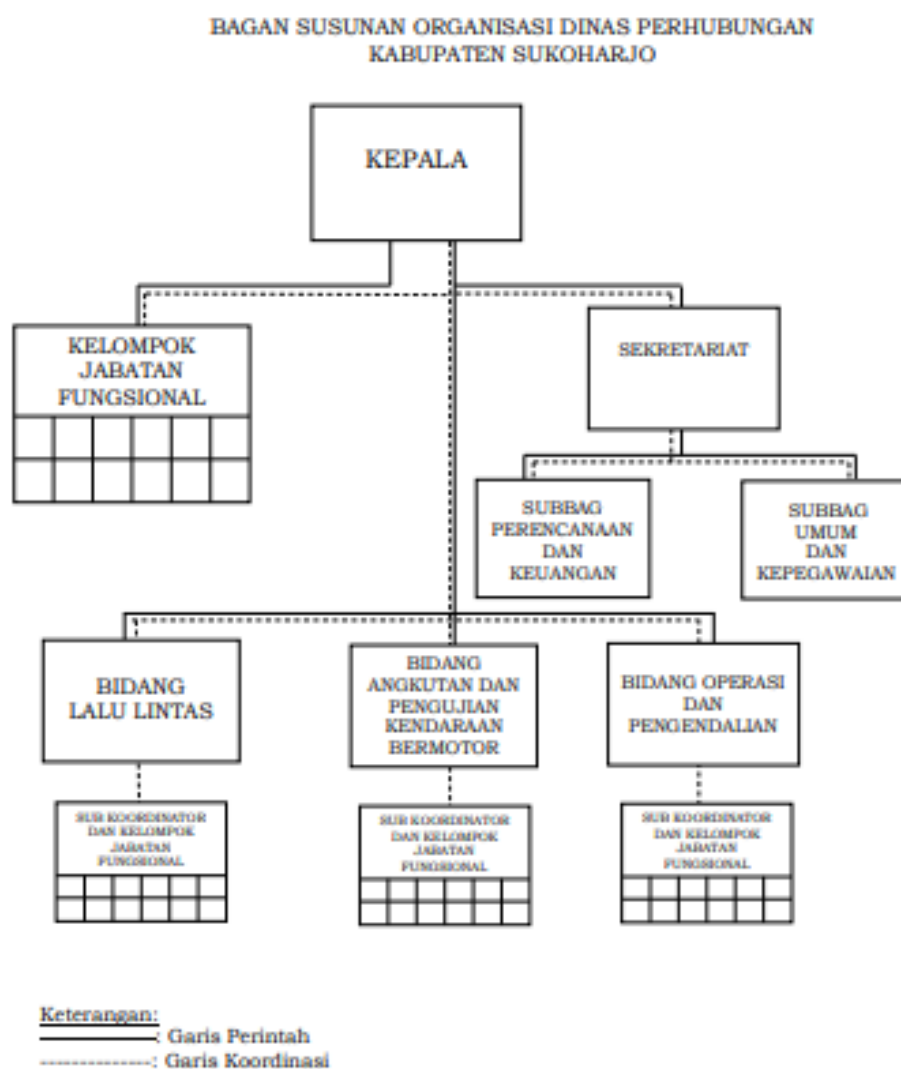 BAGAN SUSUNAN ORGANISASI DINAS PERHUBUNGAN
KABUPATEN SUKOHARJO
KEPALA
KELOMPOK
JABATAN
FUNGSIONAL
SEKRETARIAT
SUBBAG
PERENCANAAN
DAN
KEUANGAN
SUBBAG
UMUM
DAN
KEPEGAWAIAN
BIDANG
LALU LINTAS
BIDANG
ANGKUTAN DAN
PENGUJIAN
KENDARAAN
BERMOTOR
BIDANG OPERASI
DAN
PENGENDALIAN
SUB KOORDINATOR
DAN KELOMPOK
JABATAN
FUNGSIONAL
SUB KOORDINATOR
DAN KELOMPOK
JABATAN
FUNGSIONAL
SUB KOORDINATOR
DAN KELOMPOK
JABATAN
FUNGSIONAL
Keterangan:
: Garis Perintah
: Garis Koordinasi